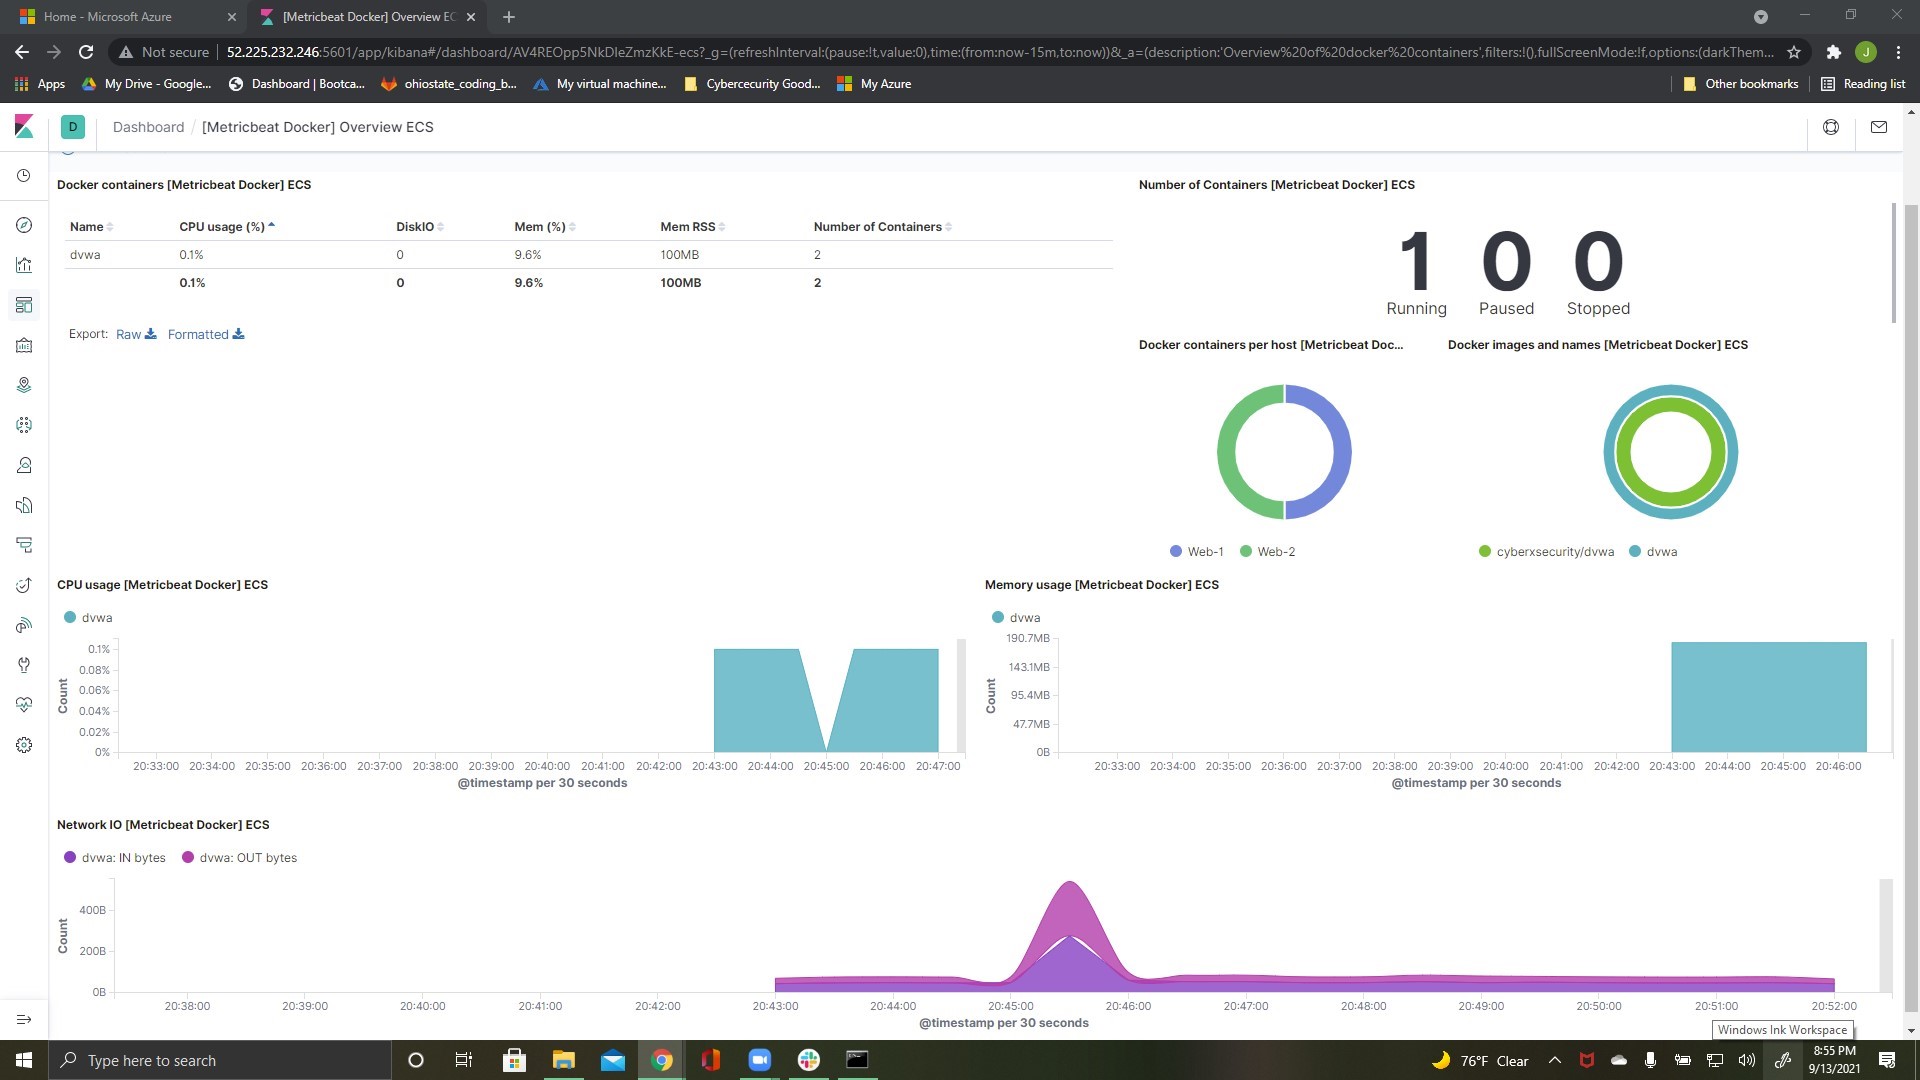 Home - Microsoft Azure
[Metricbeat Docker] Overview EC
Not secure
52.225.232.246:5601/app/kibana#/dashboard/AV4REOpp5NkDleZmzKkE-ecs?_g=(refreshInterval:(pause:!t,value:0),time:(from:now-15m,to:now))&_a=(description:'Overview%20of%20docker%20containers',filters:!(),fullScreenMode:!f,options:(darkThem...
J
Apps
My Drive - Google...
Dashboard | Bootca...
ohiostate_coding_b...
My virtual machine...
Cybercecurity Good...
My Azure
Other bookmarks
Reading list
D
Dashboard / [Metricbeat Docker] Overview ECS
Docker containers [Metricbeat Docker] ECS
Name CPU usage (%) DiskIO Mem (%) Mem RSS Number of Containers
dvwa 0.1% 0 9.6% 100MB 2
0.1% 0 9.6% 100MB 2
Export: Raw Formatted
Number of Containers [Metricbeat Docker] ECS
1 0 0
Running Paused Stopped
Docker containers per host [Metricbeat Doc...
Web-1 Web-2
Docker images and names [Metricbeat Docker] ECS
cyberxsecurity/dvwa dvwa
CPU usage [Metricbeat Docker] ECS
dvwa
0.1%
0.08%
0.06%
0.04%
0.02%
0%
Count
20:33:00 20:34:00 20:35:00 20:36:00 20:37:00 20:38:00 20:39:00 20:40:00 20:41:00 20:42:00 20:43:00 20:44:00 20:45:00 20:46:00 20:47:00
@timestamp per 30 seconds
Memory usage [Metricbeat Docker] ECS
dvwa
190.7MB
143.1MB
95.4MB
47.7MB
0B
Count
20:33:00 20:34:00 20:35:00 20:36:00 20:37:00 20:38:00 20:39:00 20:40:00 20:41:00 20:42:00 20:43:00 20:44:00 20:45:00 20:46:00
@timestamp per 30 seconds
Network IO [Metricbeat Docker] ECS
dvwa: IN bytes dvwa: OUT bytes
400B
200B
0B
Count
20:38:00 20:39:00 20:40:00 20:41:00 20:42:00 20:43:00 20:44:00 20:45:00 20:46:00 20:47:00 20:48:00 20:49:00 20:50:00 20:51:00 20:52:00
@timestamp per 30 seconds
Windows Ink Workspace
Type here to search
76°F Clear
8:55 PM
9/13/2021